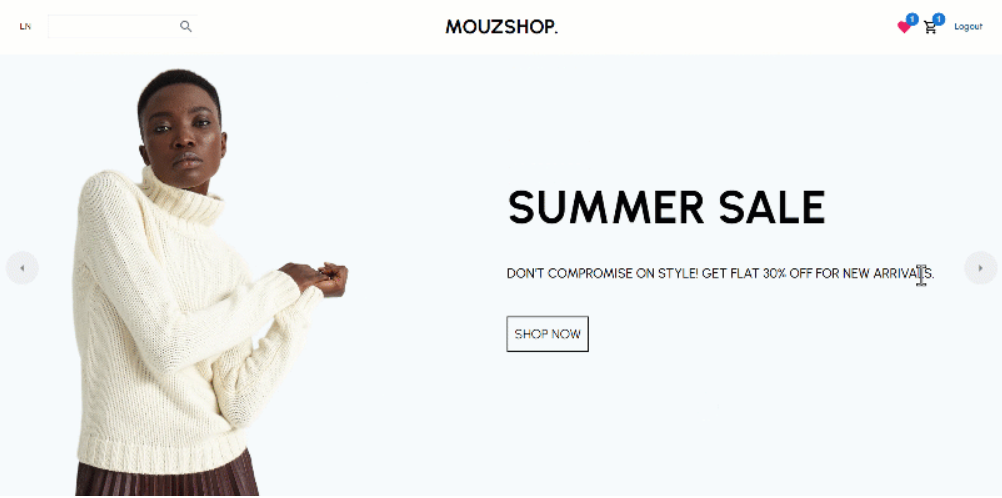 EN
MOUZSHOP.
1
1
Logout
SUMMER SALE
DON'T COMPROMISE ON STYLE! GET FLAT 30% OFF FOR NEW ARRIVALS.
SHOP NOW